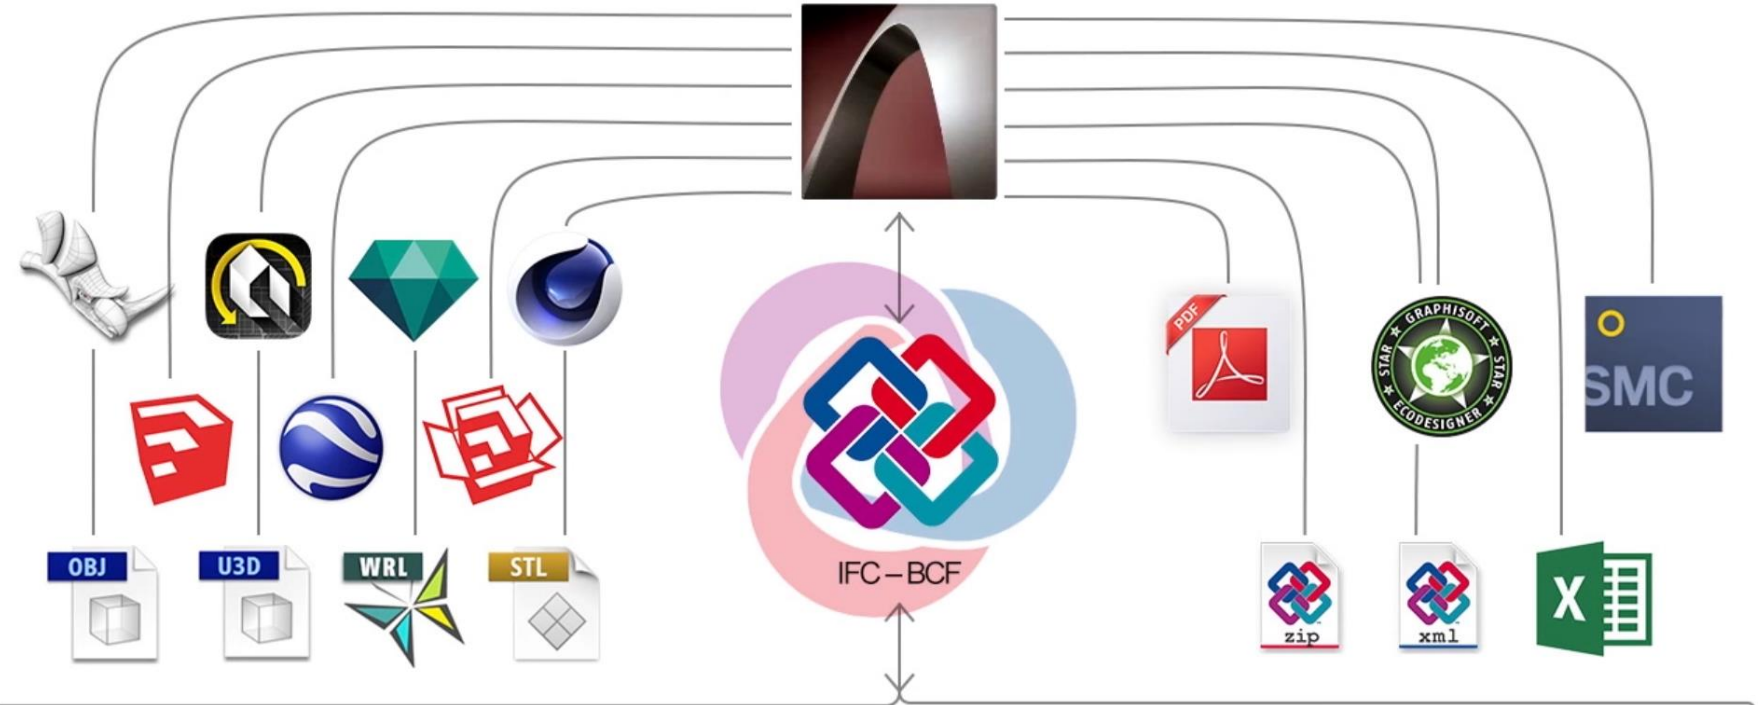 PDF
GRAPHISOFT
STAR
STAR
ECODESIGNER
SMC
OBJ
U3D
WRL
STL
IFC – BCF
zip
xml
X